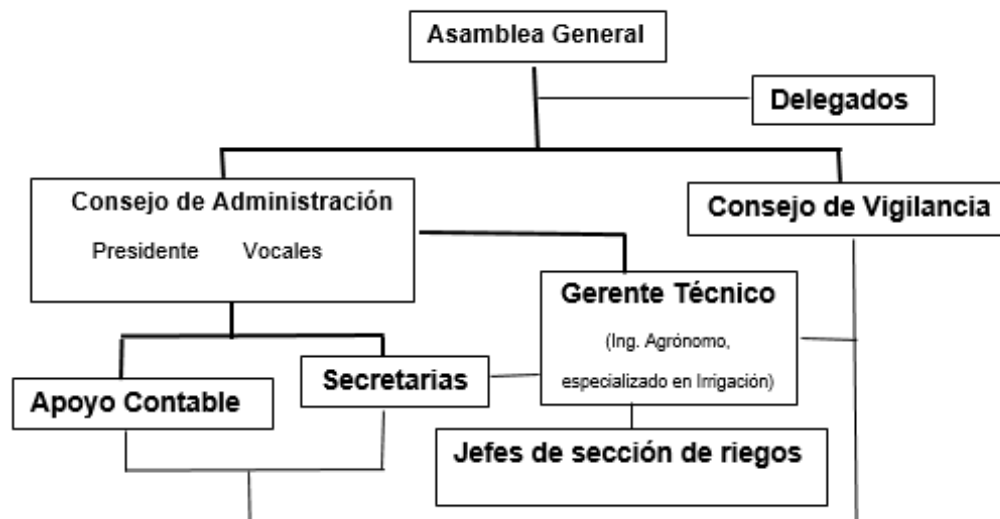 Asamblea General
Delegados
Consejo de Administración
Presidente Vocales
Consejo de Vigilancia
Gerente Técnico
(Ing. Agrónomo,
especializado en Irrigación)
Apoyo Contable
Secretarias
Jefes de sección de riegos